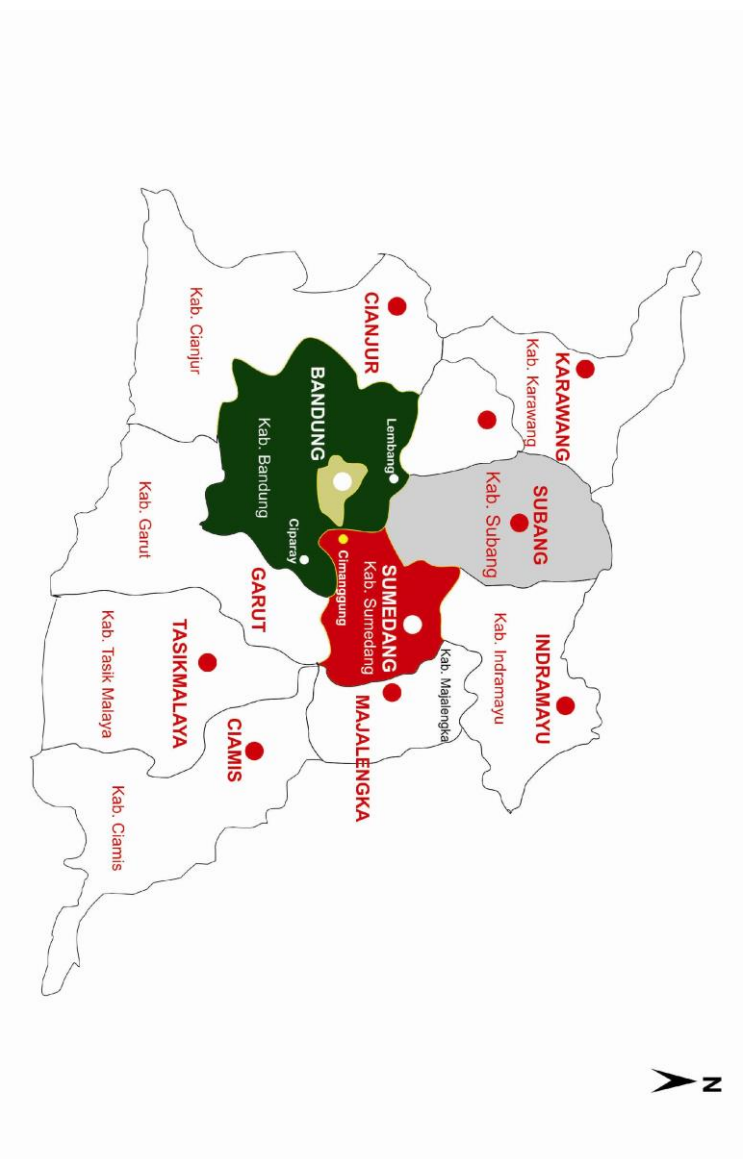 KARAWANG
Kab. Karawang
SUBANG
Kab. Subang
INDRAMAYU
Kab. Indramayu
CIANJUR
Kab. Cianjur
Lembang
BANDUNG
Kab. Bandung
Ciparay
Cimanggung
SUMEDANG
Kab. Sumedang
Kab. Majalengka
MAJALENGKA
GARUT
Kab. Garut
TASIKMALAYA
Kab. Tasik Malaya
CIAMIS
Kab. Ciamis
N